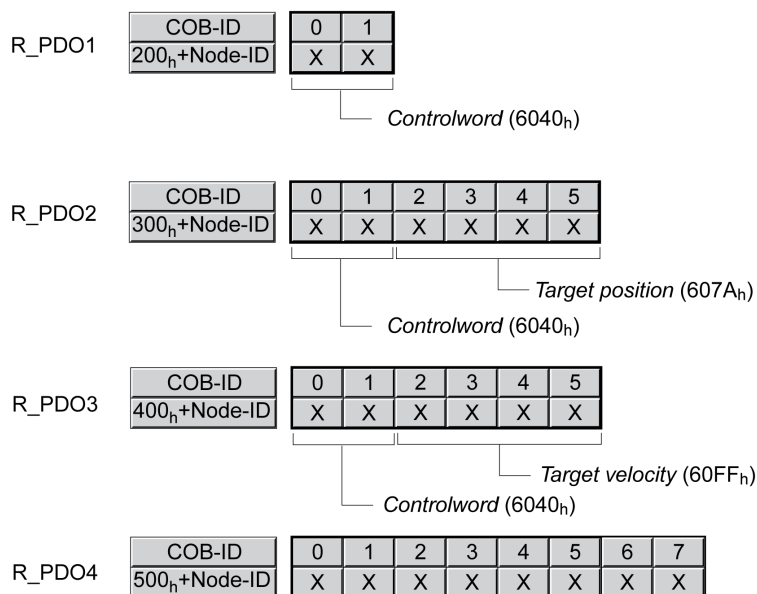 COB-ID 0 1
R_PDO1
200h+Node-ID X X
Controlword (6040h)
COB-ID 0 1 2 3 4 5
R_PDO2
300h+Node-ID X X X X X X
Target position (607Ah)
Controlword (6040h)
COB-ID 0 1 2 3 4 5
R_PDO3
400h+Node-ID X X X X X X
Target velocity (60FFh)
Controlword (6040h)
COB-ID 0 1 2 3 4 5 6 7
R_PDO4
500h+Node-ID X X X X X X X X